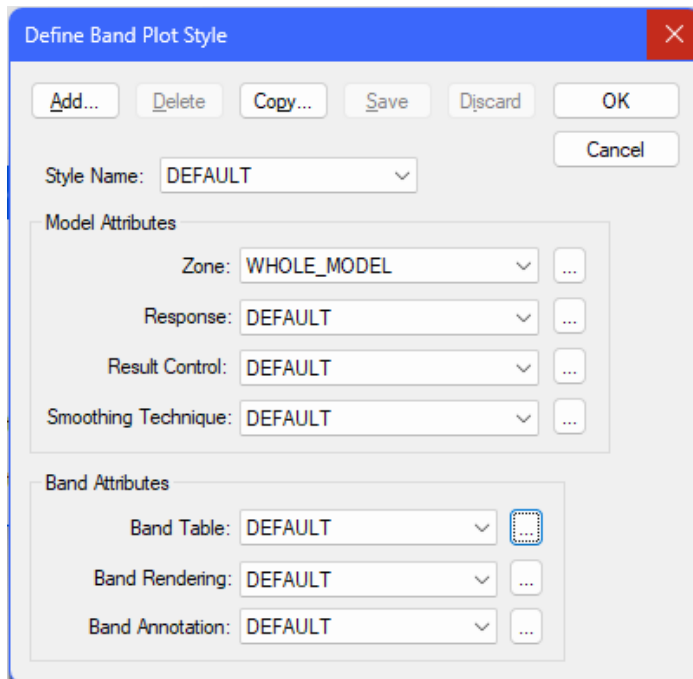 Define Band Plot Style
Add... Delete Copy... Save Discard OK
Cancel
Style Name: DEFAULT
Model Attributes
Zone: WHOLE_MODEL ...
Response: DEFAULT ...
Result Control: DEFAULT ...
Smoothing Technique: DEFAULT ...
Band Attributes
Band Table: DEFAULT ...
Band Rendering: DEFAULT ...
Band Annotation: DEFAULT ...